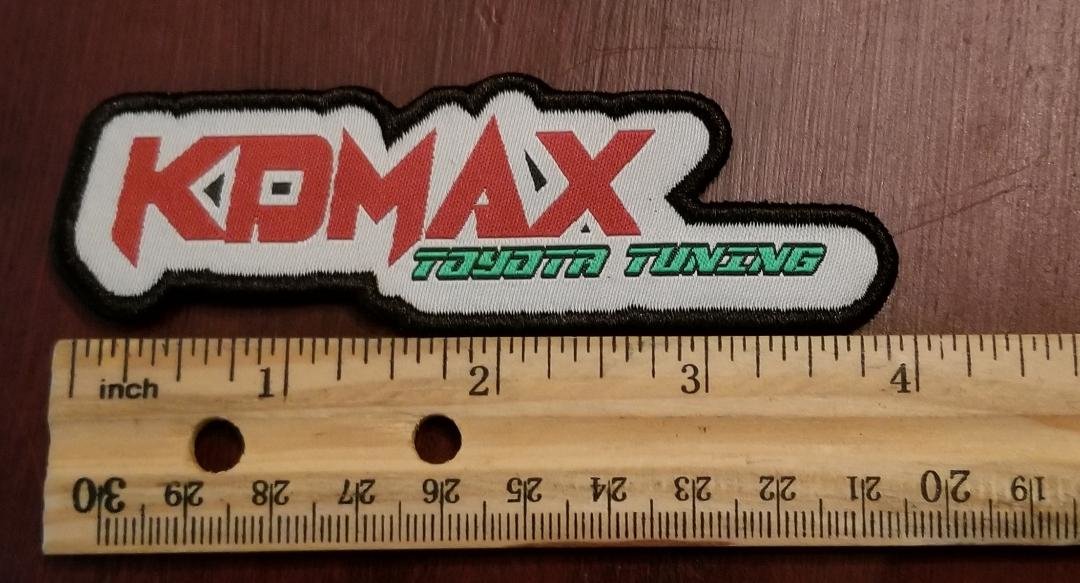 KDMAX
TOYOTA TUNING
1 2 3 4
inch
30 29 28 27 26 25 24 23 22 21 20 19